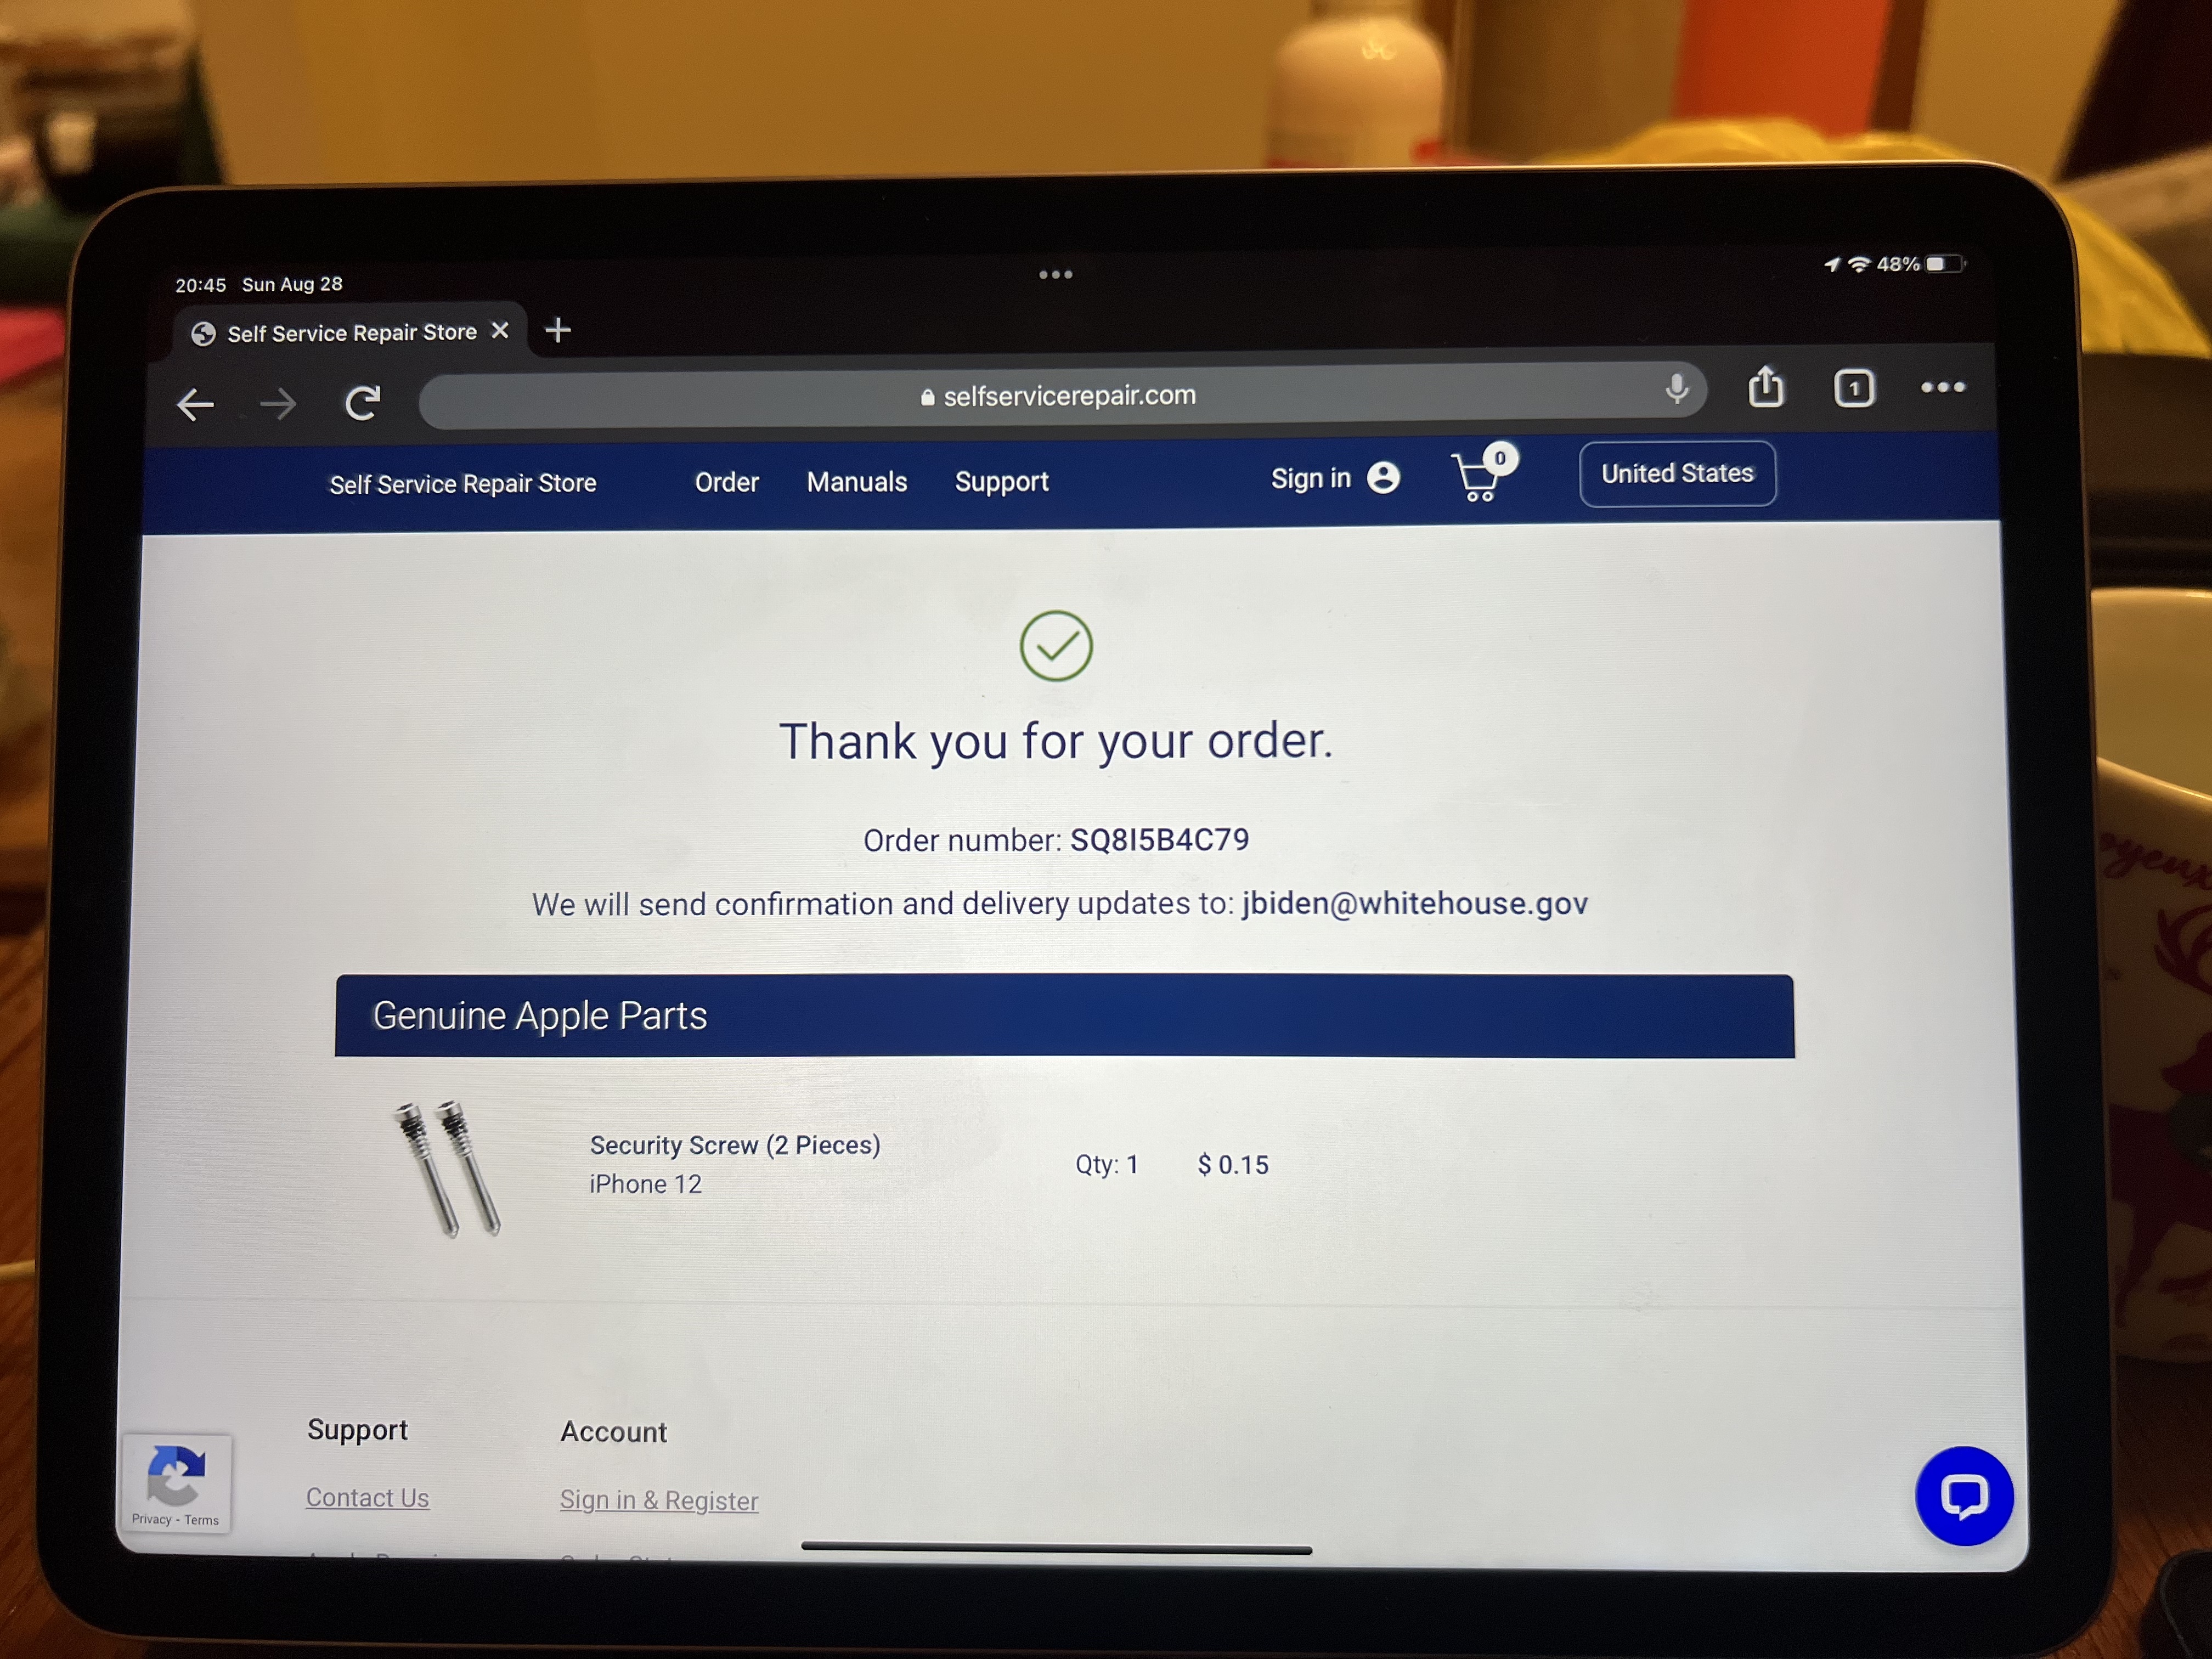 20:45 Sun Aug 28
48%
Self Service Repair Store
selfservicerepair.com
1
Self Service Repair Store Order Manuals Support Sign in 0 United States
Thank you for your order.
Order number: SQ8I5B4C79
We will send confirmation and delivery updates to: jbiden@whitehouse.gov
Genuine Apple Parts
Security Screw (2 Pieces)
iPhone 12
Qty: 1 $ 0.15
Support Account
Contact Us Sign in & Register
Privacy - Terms